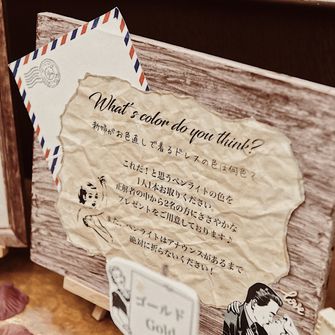 What's color do you think?
新婦がお色直しで着るドレスの色は何色？
これだ！と思うペンライトの色を
1人1本お取りください
正解者の中から2名の方にささやかな
プレゼントをご用意しております♪
また、ペンライトはアナウンスがあるまで
絶対に折らないください！
ゴールド
Gold
Love